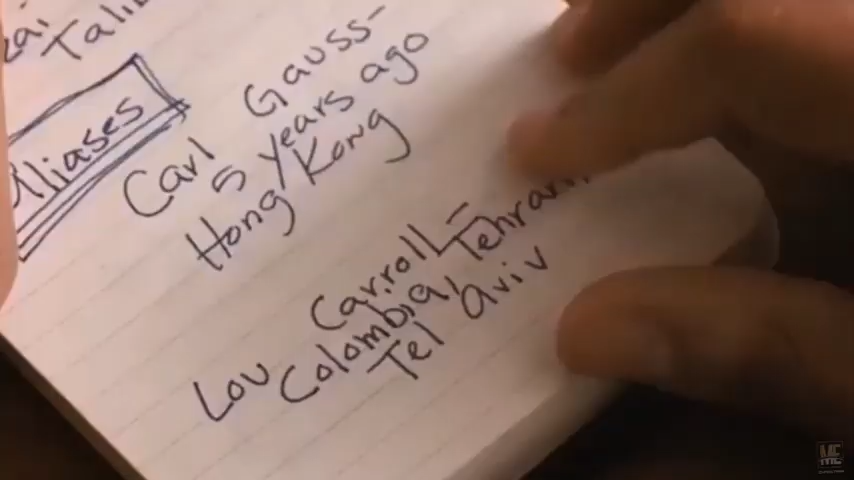 Tali
Aliases
Carl Gauss-
5 years ago
Hong Kong
Lou Carroll-
Colombia, Tehran,
Tel Aviv